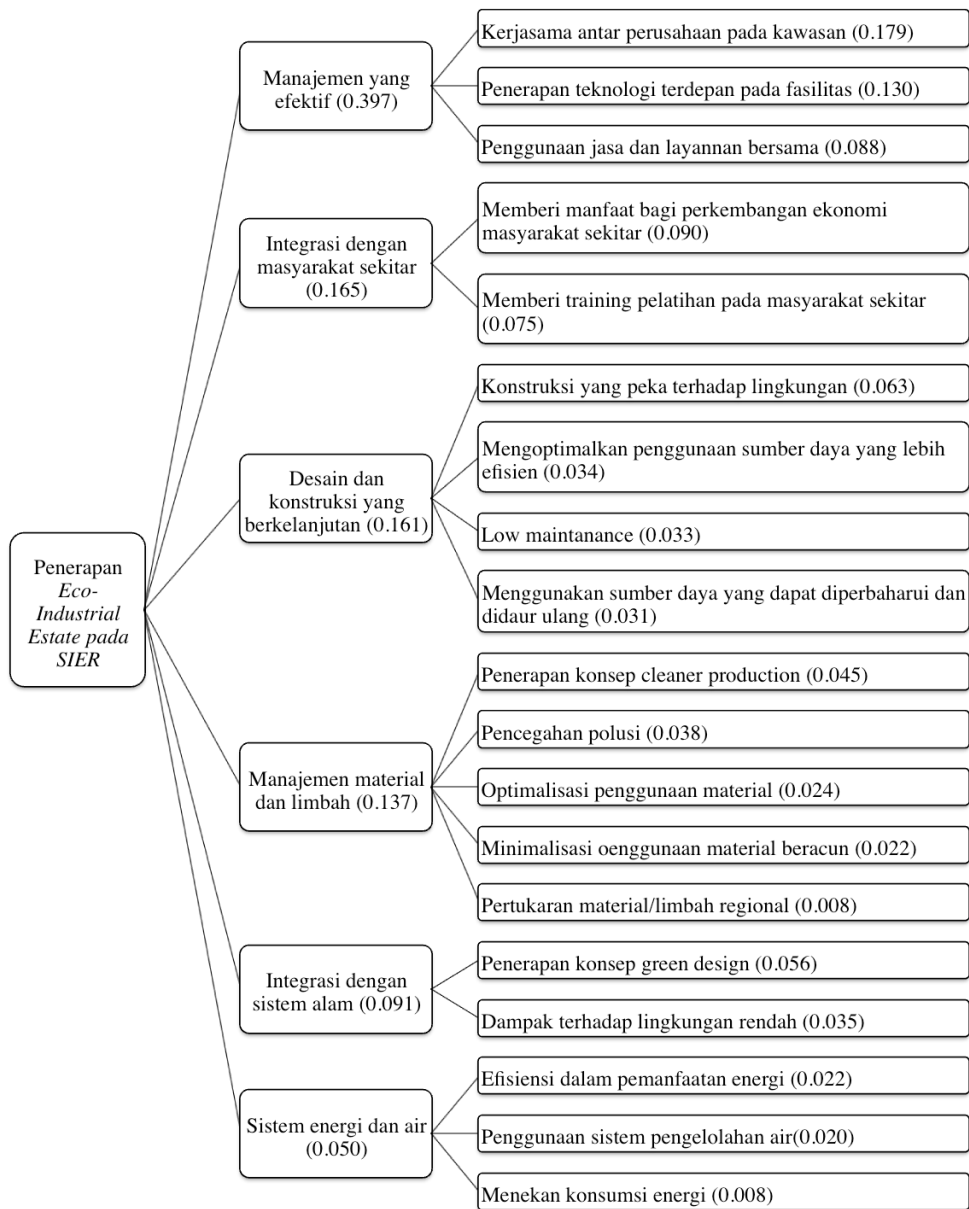 Penerapan
Eco-
Industrial
Estate pada
SIER
Manajemen yang
efektif (0.397)
Kerjasama antar perusahaan pada kawasan (0.179)
Penerapan teknologi terdepan pada fasilitas (0.130)
Penggunaan jasa dan layannan bersama (0.088)
Integrasi dengan
masyarakat sekitar
(0.165)
Memberi manfaat bagi perkembangan ekonomi
masyarakat sekitar (0.090)
Memberi training pelatihan pada masyarakat sekitar
(0.075)
Desain dan
konstruksi yang
berkelanjutan (0.161)
Konstruksi yang peka terhadap lingkungan (0.063)
Mengoptimalkan penggunaan sumber daya yang lebih
efisien (0.034)
Low maintanance (0.033)
Menggunakan sumber daya yang dapat diperbaharui dan
didaur ulang (0.031)
Manajemen material
dan limbah (0.137)
Penerapan konsep cleaner production (0.045)
Pencegahan polusi (0.038)
Optimalisasi penggunaan material (0.024)
Minimalisasi oenggunaan material beracun (0.022)
Pertukaran material/limbah regional (0.008)
Integrasi dengan
sistem alam (0.091)
Penerapan konsep green design (0.056)
Dampak terhadap lingkungan rendah (0.035)
Sistem energi dan air
(0.050)
Efisiensi dalam pemanfaatan energi (0.022)
Penggunaan sistem pengelolahan air(0.020)
Menekan konsumsi energi (0.008)